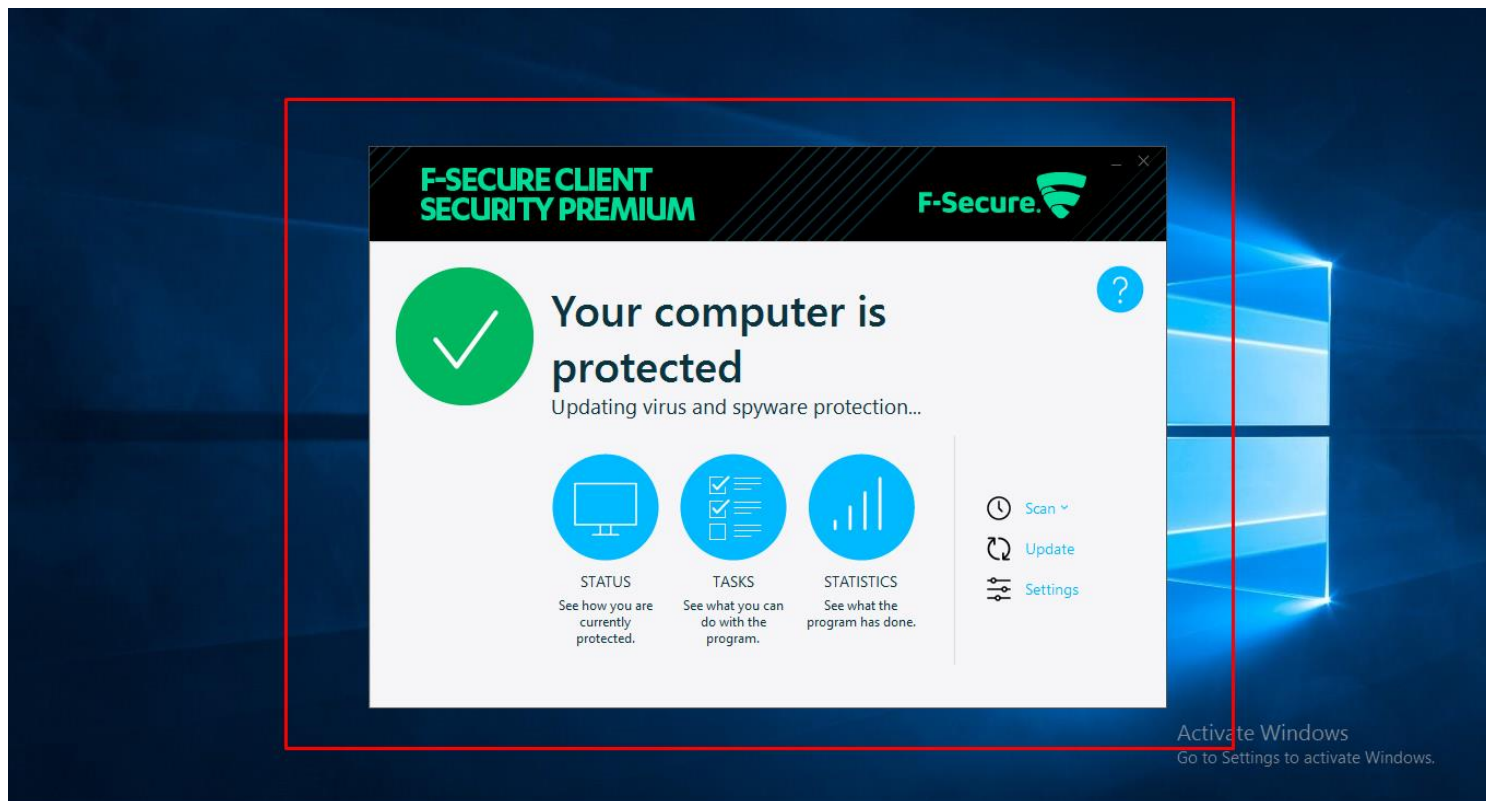 F-SECURE CLIENT
SECURITY PREMIUM
F-Secure.
Your computer is
protected
Updating virus and spyware protection...
?
STATUS
See how you are
currently
protected.
TASKS
See what you can
do with the
program.
STATISTICS
See what the
program has done.
Scan
Update
Settings
Activate Windows
Go to Settings to activate Windows.